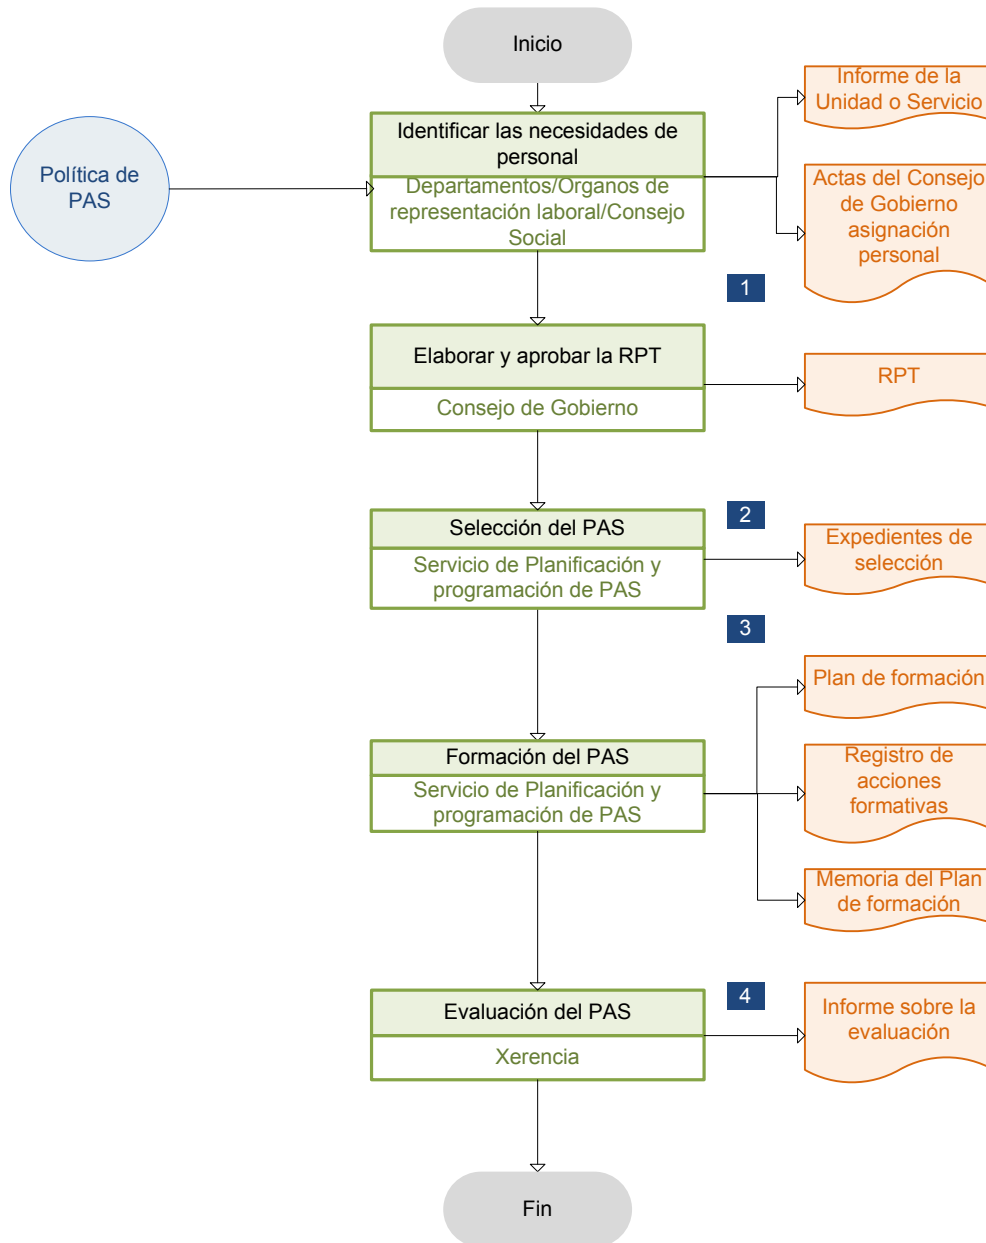 Inicio
Informe de la
Unidad o Servicio
Identificar las necesidades de
personal
Departamentos/Organos de
representación laboral/Consejo
Social
Política de
PAS
Actas del Consejo
de Gobierno
asignación
personal
1
Elaborar y aprobar la RPT
Consejo de Gobierno
RPT
2
Selección del PAS
Servicio de Planificación y
programación de PAS
Expedientes de
selección
3
Plan de formación
Formación del PAS
Servicio de Planificación y
programación de PAS
Registro de
acciones
formativas
Memoria del Plan
de formación
4
Evaluación del PAS
Xerencia
Informe sobre la
evaluación
Fin